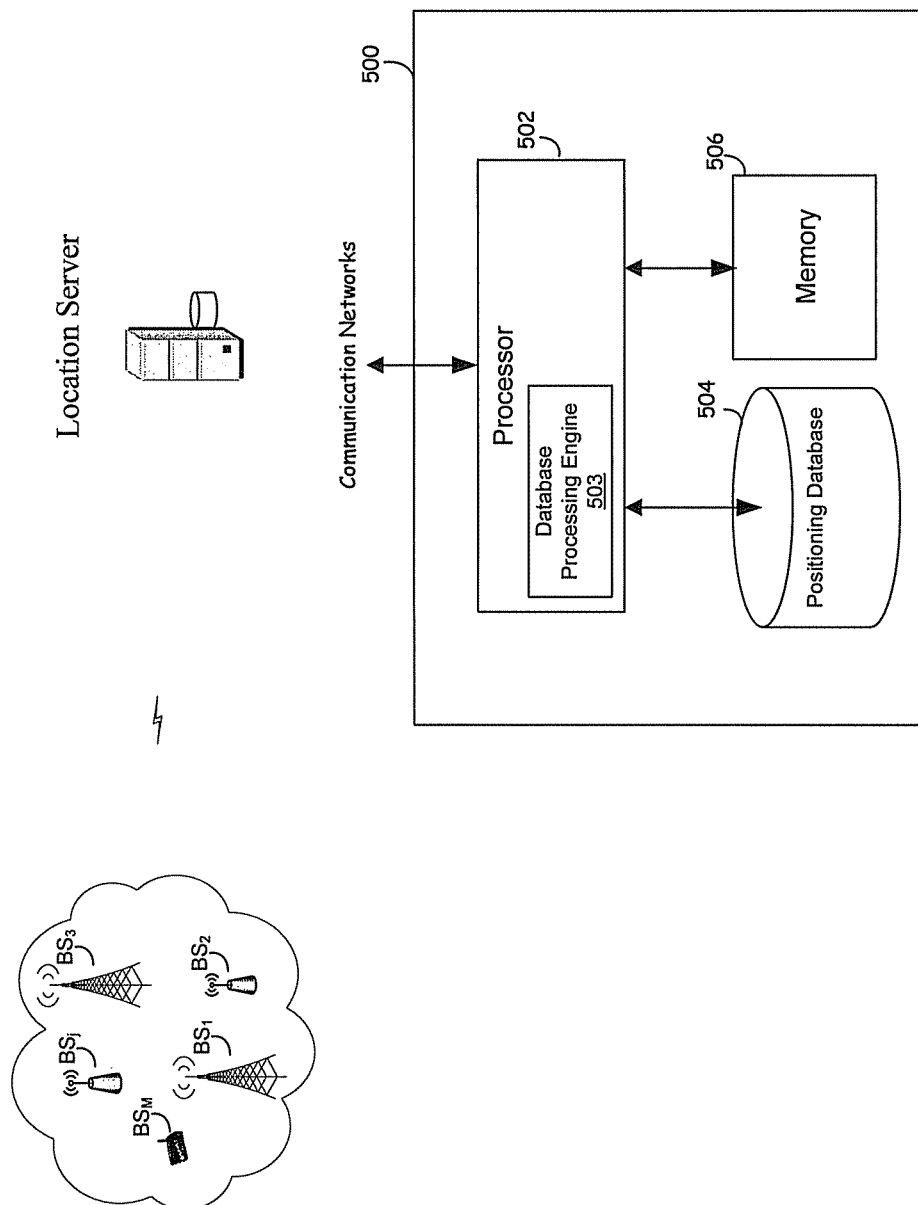 Location Server
BS3
BSj
BS2
BS1
BSM
Communication Networks
500
502
Processor
Database
Processing Engine
503
504
506
Positioning Database
Memory